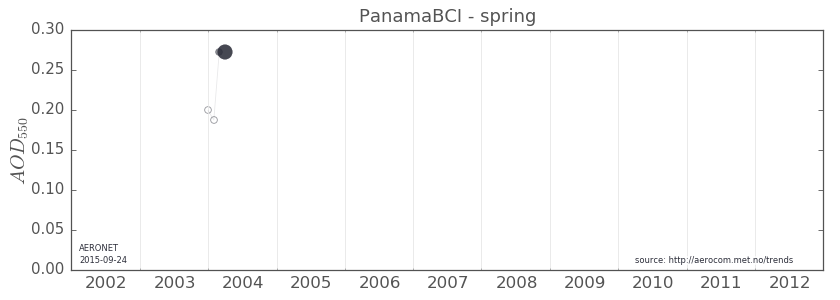 PanamaBCI - spring
0.30
0.25
0.20
0.15
0.10
0.05
0.00
AOD550
AERONET
2015-09-24
source: http://aerocom.met.no/trends
2002 2003 2004 2005 2006 2007 2008 2009 2010 2011 2012